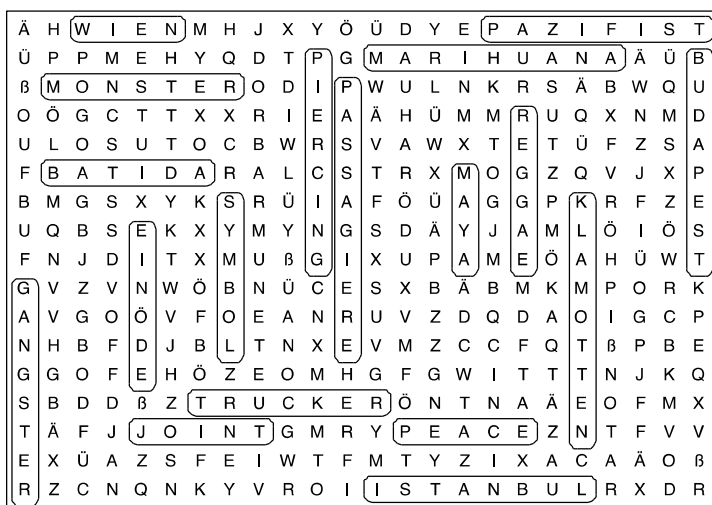 Ä H W I E N M H J X Y Ö Ü D Y E P A Z I F I S T
Ü P P M E H Y Q D T P G M A R I H U A N A Ä Ü B
ß M O N S T E R O D I P W U L N K R S Ä B W Q U
O Ö G C T T X X R I E A Ä H Ü M M R U Q X N M D
U L O S U T O C B W R S V A W X T E T Ü F Z S A
F B A T I D A R A L C S T R X M O G Z Q V J X P
B M G S X Y K S R Ü I A F Ö Ü A G G P K R F Z E
U Q B S E K X Y M Y N G S D Ä Y J A M L Ö I Ö S
F N J D I T X M U ß G I X U P A M E Ö A H Ü W T
G V Z V N W Ö B N Ü C E S X B Ä B M K M P O R K
A V G O Ö V F O E A N R U V Z D Q D A O I G C P
N H B F D J B L T N X E V M Z C C F Q T ß P B E
G G O F E H Ö Z E O M H G F G W I T T T N J K Q
S B D D ß Z T R U C K E R Ö N T N A Ä E O F M X
T Ä F J J O I N T G M R Y P E A C E Z N T F V V
E X Ü A Z S F E I W T F M T Y Z I X A C A Ä O ß
R Z C N Q N K Y V R O I I S T A N B U L R X D R